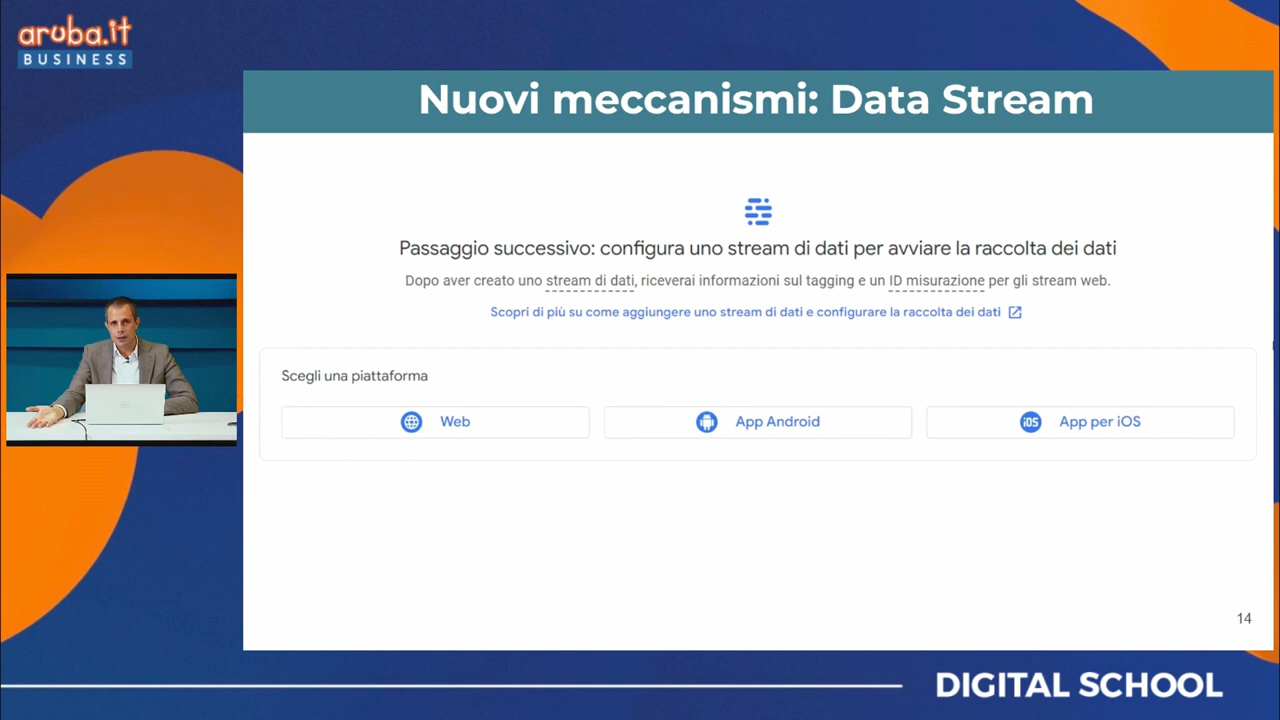 aruba.it
BUSINESS
Nuovi meccanismi: Data Stream
Passaggio successivo: configura uno stream di dati per avviare la raccolta dei dati
Dopo aver creato uno stream di dati, riceverai informazioni sul tagging e un ID misurazione per gli stream web.
Scopri di più su come aggiungere uno stream di dati e configurare la raccolta dei dati
Scegli una piattaforma
Web
App Android
iOS App per iOS
14
DIGITAL SCHOOL